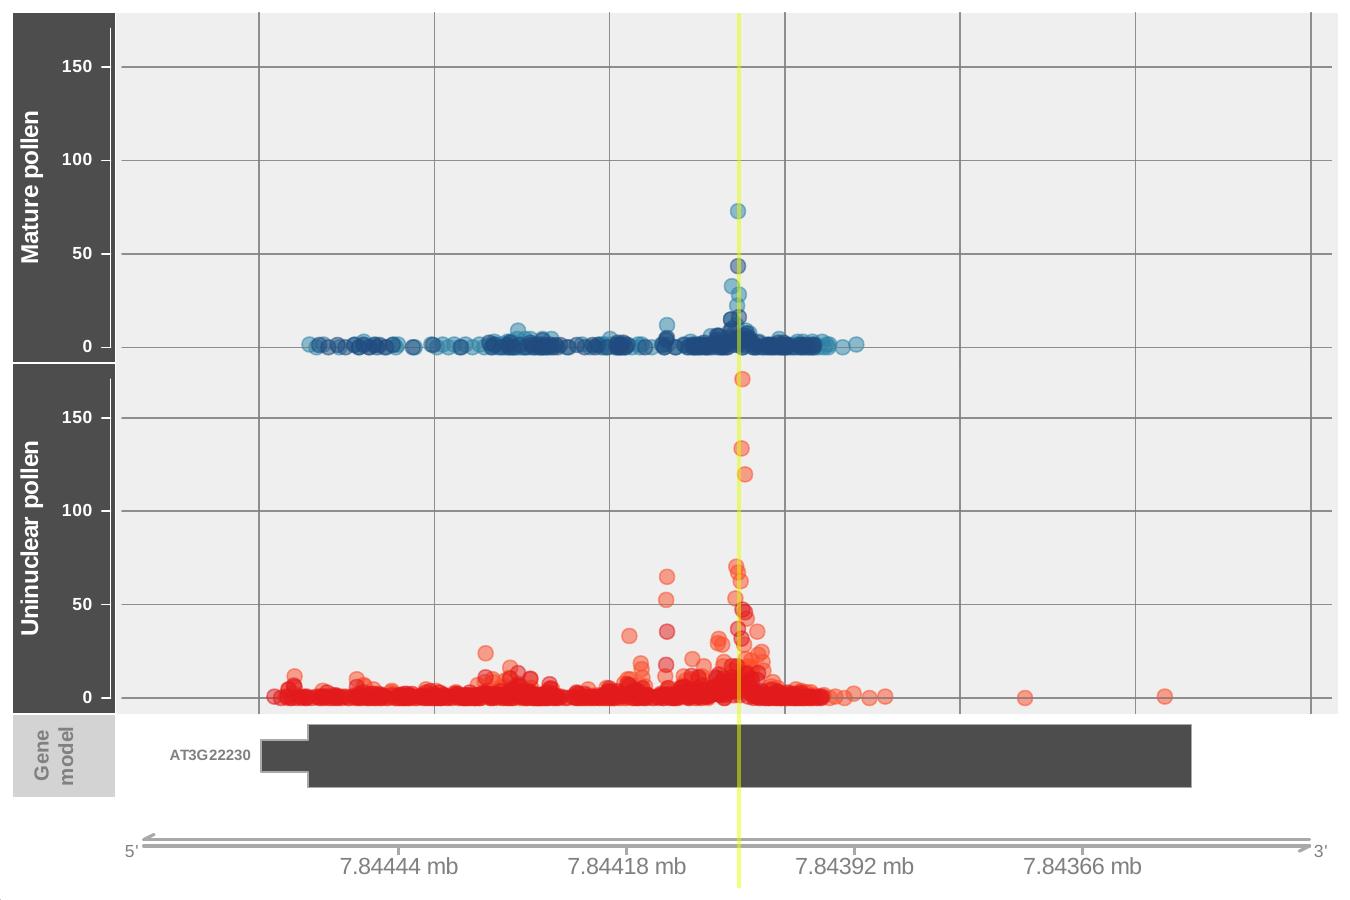 Mature pollen
150
100
50
0
Uninuclear pollen
150
100
50
0
Gene
model
AT3G22230
5'
3'
7.84444 mb
7.84418 mb
7.84392 mb
7.84366 mb